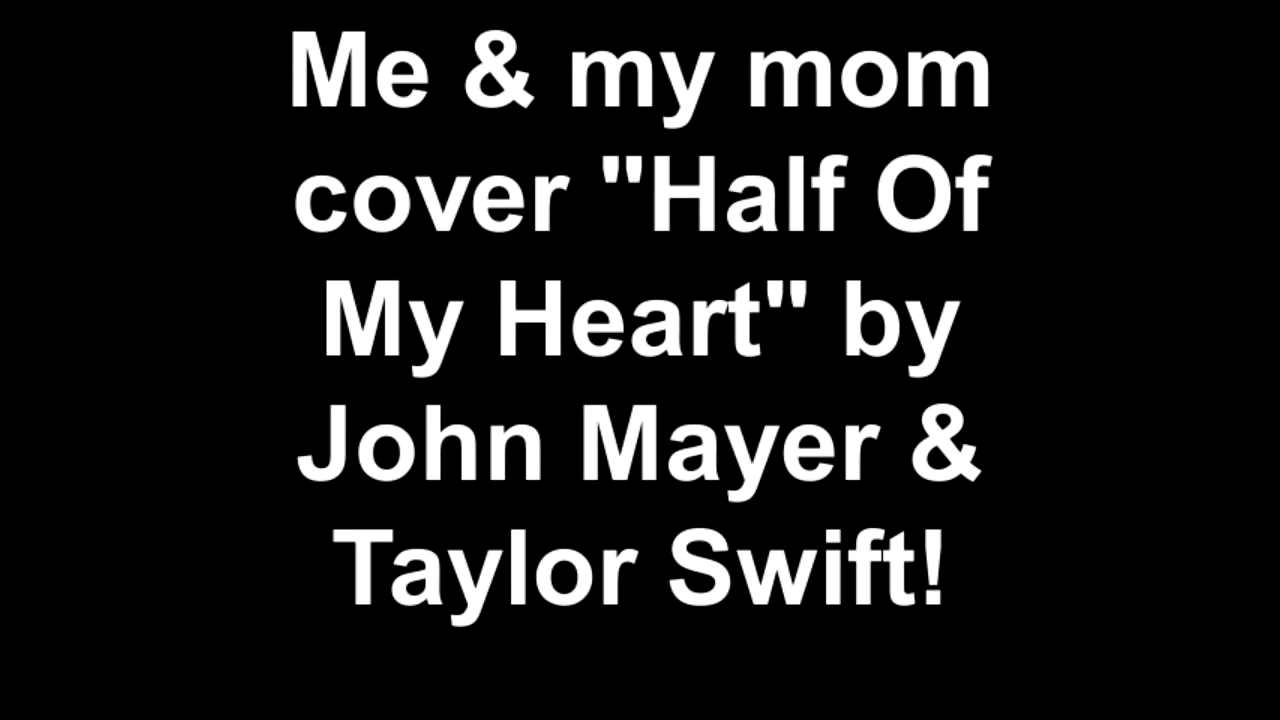 Me & my mom
cover "Half Of
My Heart" by
John Mayer &
Taylor Swift!